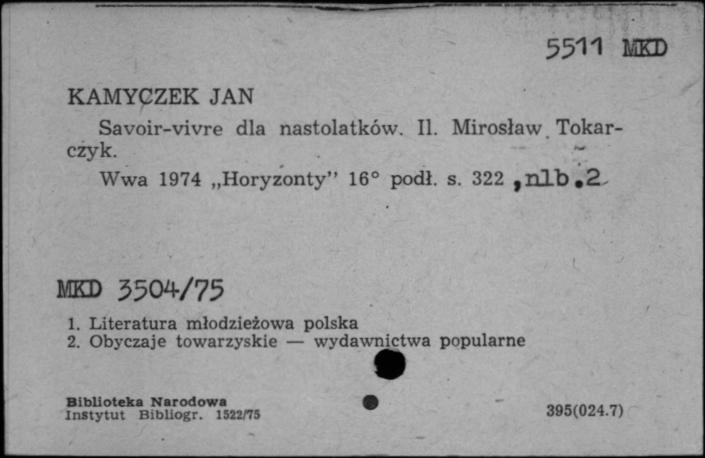 5511 MKD
KAMYCZEK JAN
Savoir-vivre dla nastolatków. Il. Mirosław Tokar-
czyk.
Wwa 1974 „Horyzonty” 16° podł. s. 322 , nlb. 2
MKD 3504/75
1. Literatura młodzieżowa polska
2. Obyczaje towarzyskie — wydawnictwa popularne
Biblioteka Narodowa
Instytut Bibliogr. 1522/75
395(024.7)